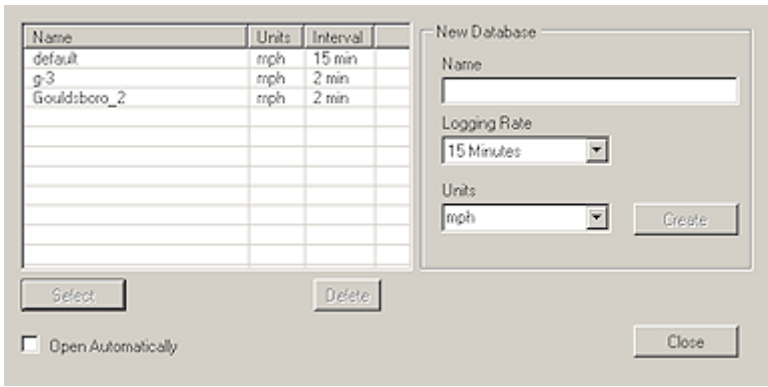 Name Units Interval
default mph 15 min
g-3 mph 2 min
Gouldsboro_2 mph 2 min
Select
Delete
Open Automatically
New Database
Name
Logging Rate
15 Minutes
Units
mph
Create
Close